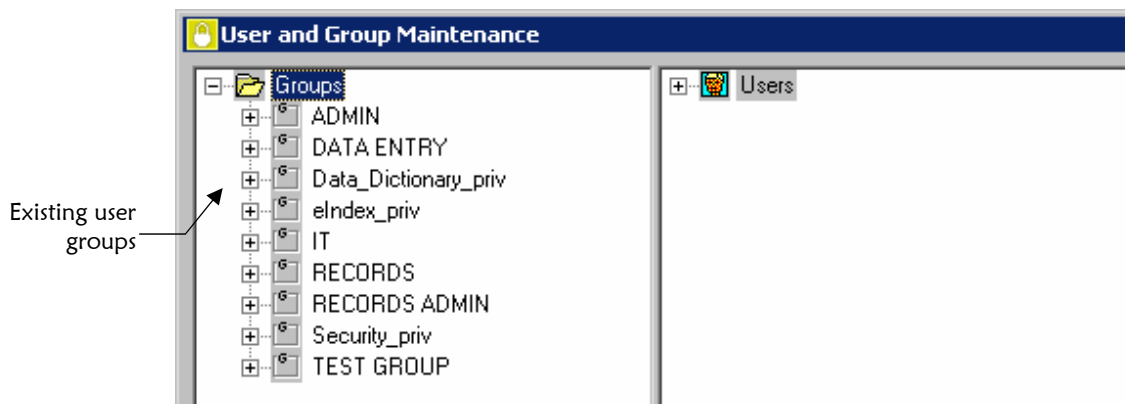 User and Group Maintenance
Groups
ADMIN
DATA ENTRY
Data_Dictionary_priv
eIndex_priv
IT
RECORDS
RECORDS ADMIN
Security_priv
TEST GROUP
Users
Existing user
groups